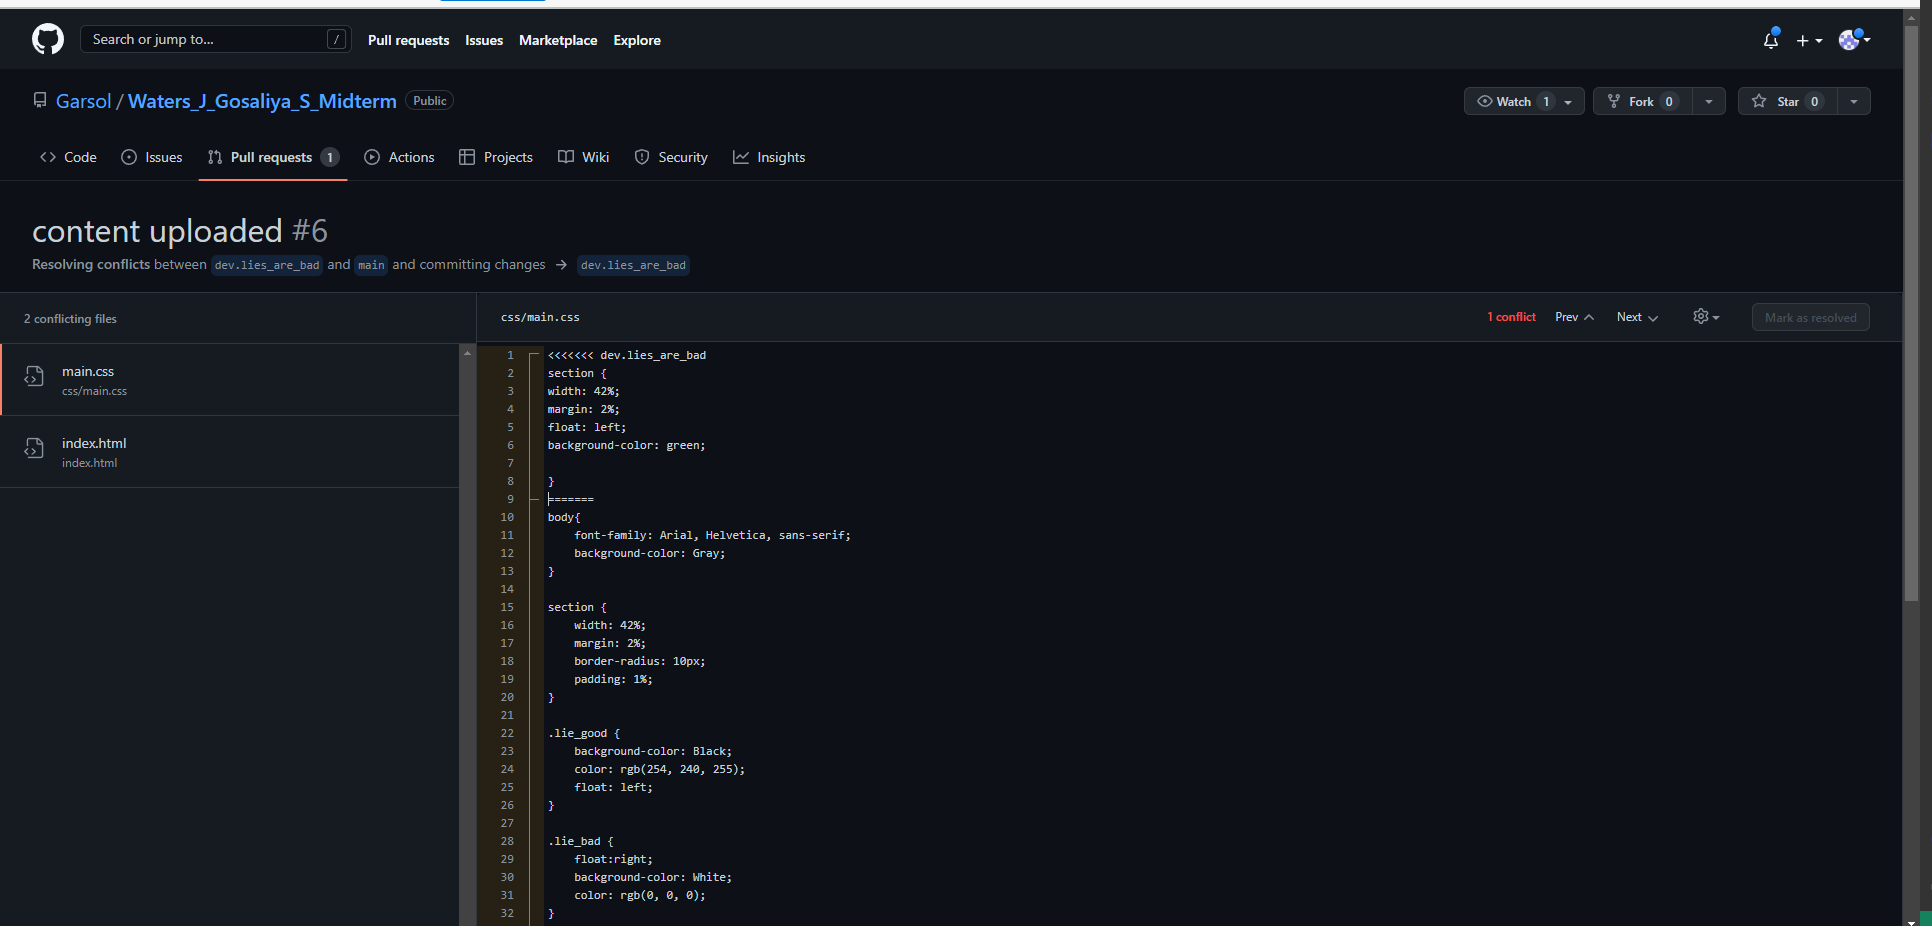 Search or jump to... /
Pull requests Issues Marketplace Explore
Garsol / Waters_J_Gosaliya_S_Midterm Public
Watch 1 Fork 0 Star 0
Code Issues Pull requests 1 Actions Projects Wiki Security Insights
content uploaded #6
Resolving conflicts between dev.lies_are_bad and main and committing changes → dev.lies_are_bad
2 conflicting files
main.css
css/main.css
index.html
index.html
css/main.css 1 conflict Prev Next Mark as resolved
1 <<<<<<< dev.lies_are_bad
2 section {
3 width: 42%;
4 margin: 2%;
5 float: left;
6 background-color: green;
7
8 }
9 =======
10 body{
11     font-family: Arial, Helvetica, sans-serif;
12     background-color: Gray;
13 }
14
15 section {
16     width: 42%;
17     margin: 2%;
18     border-radius: 10px;
19     padding: 1%;
20 }
21
22 .lie_good {
23     background-color: Black;
24     color: rgb(254, 240, 255);
25     float: left;
26 }
27
28 .lie_bad {
29     float:right;
30     background-color: White;
31     color: rgb(0, 0, 0);
32 }